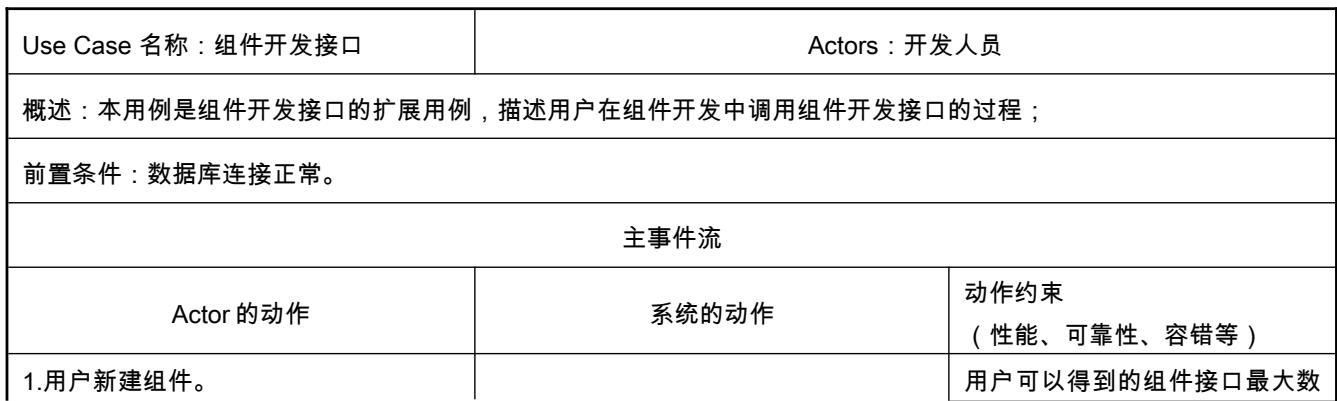 Use Case 名称：组件开发接口
Actors：开发人员
概述：本用例是组件开发接口的扩展用例，描述用户在组件开发中调用组件开发接口的过程；
前置条件：数据库连接正常。
主事件流
Actor 的动作
系统的动作
动作约束
（性能、可靠性、容错等）
1.用户新建组件。
用户可以得到的组件接口最大数